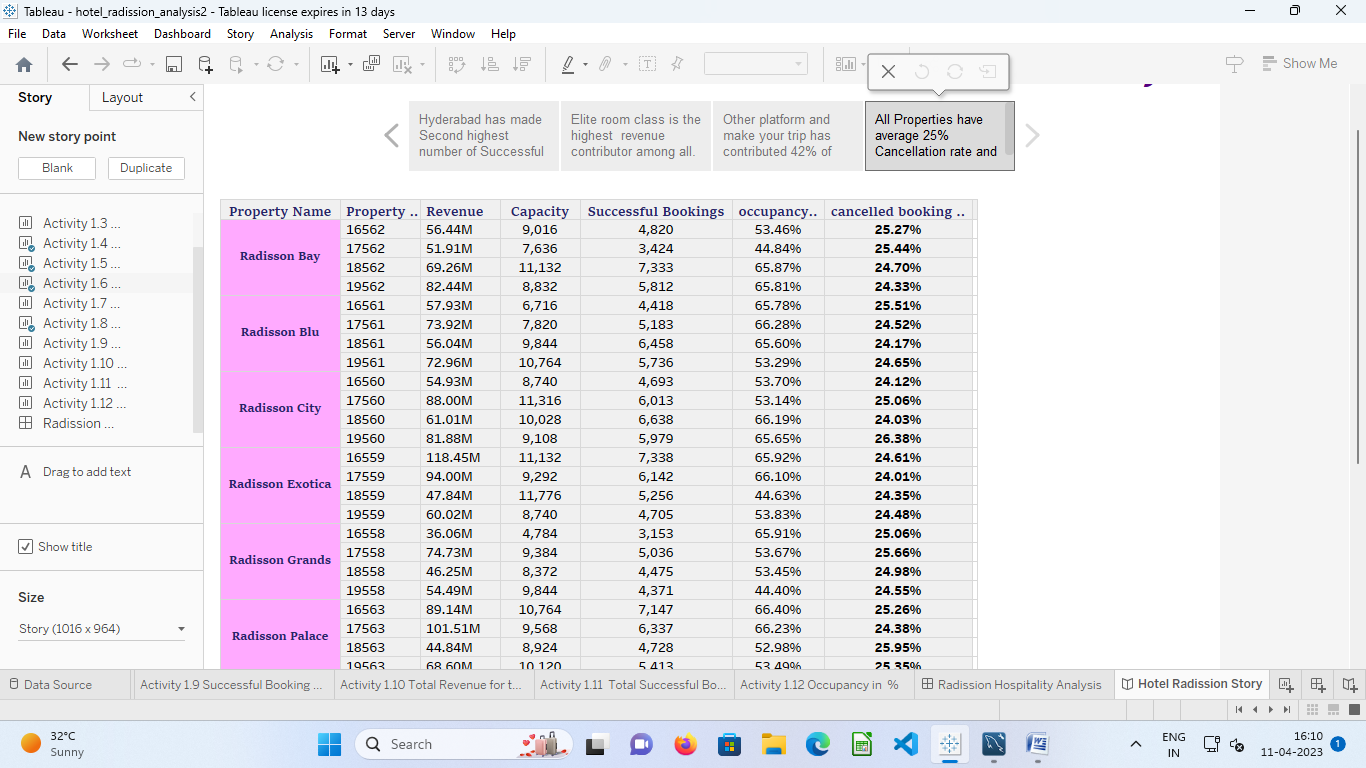 Tableau - hotel_radission_analysis2 - Tableau license expires in 13 days
File Data Worksheet Dashboard Story Analysis Format Server Window Help
Show Me
Story Layout
New story point
Blank Duplicate
Activity 1.3 ...
Activity 1.4 ...
Activity 1.5 ...
Activity 1.6 ...
Activity 1.7 ...
Activity 1.8 ...
Activity 1.9 ...
Activity 1.10 ...
Activity 1.11 ...
Activity 1.12 ...
Radission ...
A Drag to add text
Show title
Size
Story (1016 x 964)
Hyderabad has made
Second highest
number of Successful
Elite room class is the
highest revenue
contributor among all.
Other platform and
make your trip has
contributed 42% of
All Properties have
average 25%
Cancellation rate and
Property Name Property .. Revenue Capacity Successful Bookings occupancy.. cancelled booking ..
Radisson Bay
16562 56.44M 9,016 4,820 53.46% 25.27%
17562 51.91M 7,636 3,424 44.84% 25.44%
18562 69.26M 11,132 7,333 65.87% 24.70%
19562 82.44M 8,832 5,812 65.81% 24.33%
Radisson Blu
16561 57.93M 6,716 4,418 65.78% 25.51%
17561 73.92M 7,820 5,183 66.28% 24.52%
18561 56.04M 9,844 6,458 65.60% 24.17%
19561 72.96M 10,764 5,736 53.29% 24.65%
Radisson City
16560 54.93M 8,740 4,693 53.70% 24.12%
17560 88.00M 11,316 6,013 53.14% 25.06%
18560 61.01M 10,028 6,638 66.19% 24.03%
19560 81.88M 9,108 5,979 65.65% 26.38%
Radisson Exotica
16559 118.45M 11,132 7,338 65.92% 24.61%
17559 94.00M 9,292 6,142 66.10% 24.01%
18559 47.84M 11,776 5,256 44.63% 24.35%
19559 60.02M 8,740 4,705 53.83% 24.48%
Radisson Grands
16558 36.06M 4,784 3,153 65.91% 25.06%
17558 74.73M 9,384 5,036 53.67% 25.66%
18558 46.25M 8,372 4,475 53.45% 24.98%
19558 54.49M 9,844 4,371 44.40% 24.55%
Radisson Palace
16563 89.14M 10,764 7,147 66.40% 25.26%
17563 101.51M 9,568 6,337 66.23% 24.38%
18563 44.84M 8,924 4,728 52.98% 25.95%
19563 68.60M 10,120 5,413 53.49% 25.35%
Data Source Activity 1.9 Successful Booking ... Activity 1.10 Total Revenue for t... Activity 1.11 Total Successful Bo... Activity 1.12 Occupancy in % Radission Hospitality Analysis Hotel Radission Story
32°C
Sunny
Search
ENG
IN
16:10
11-04-2023
1